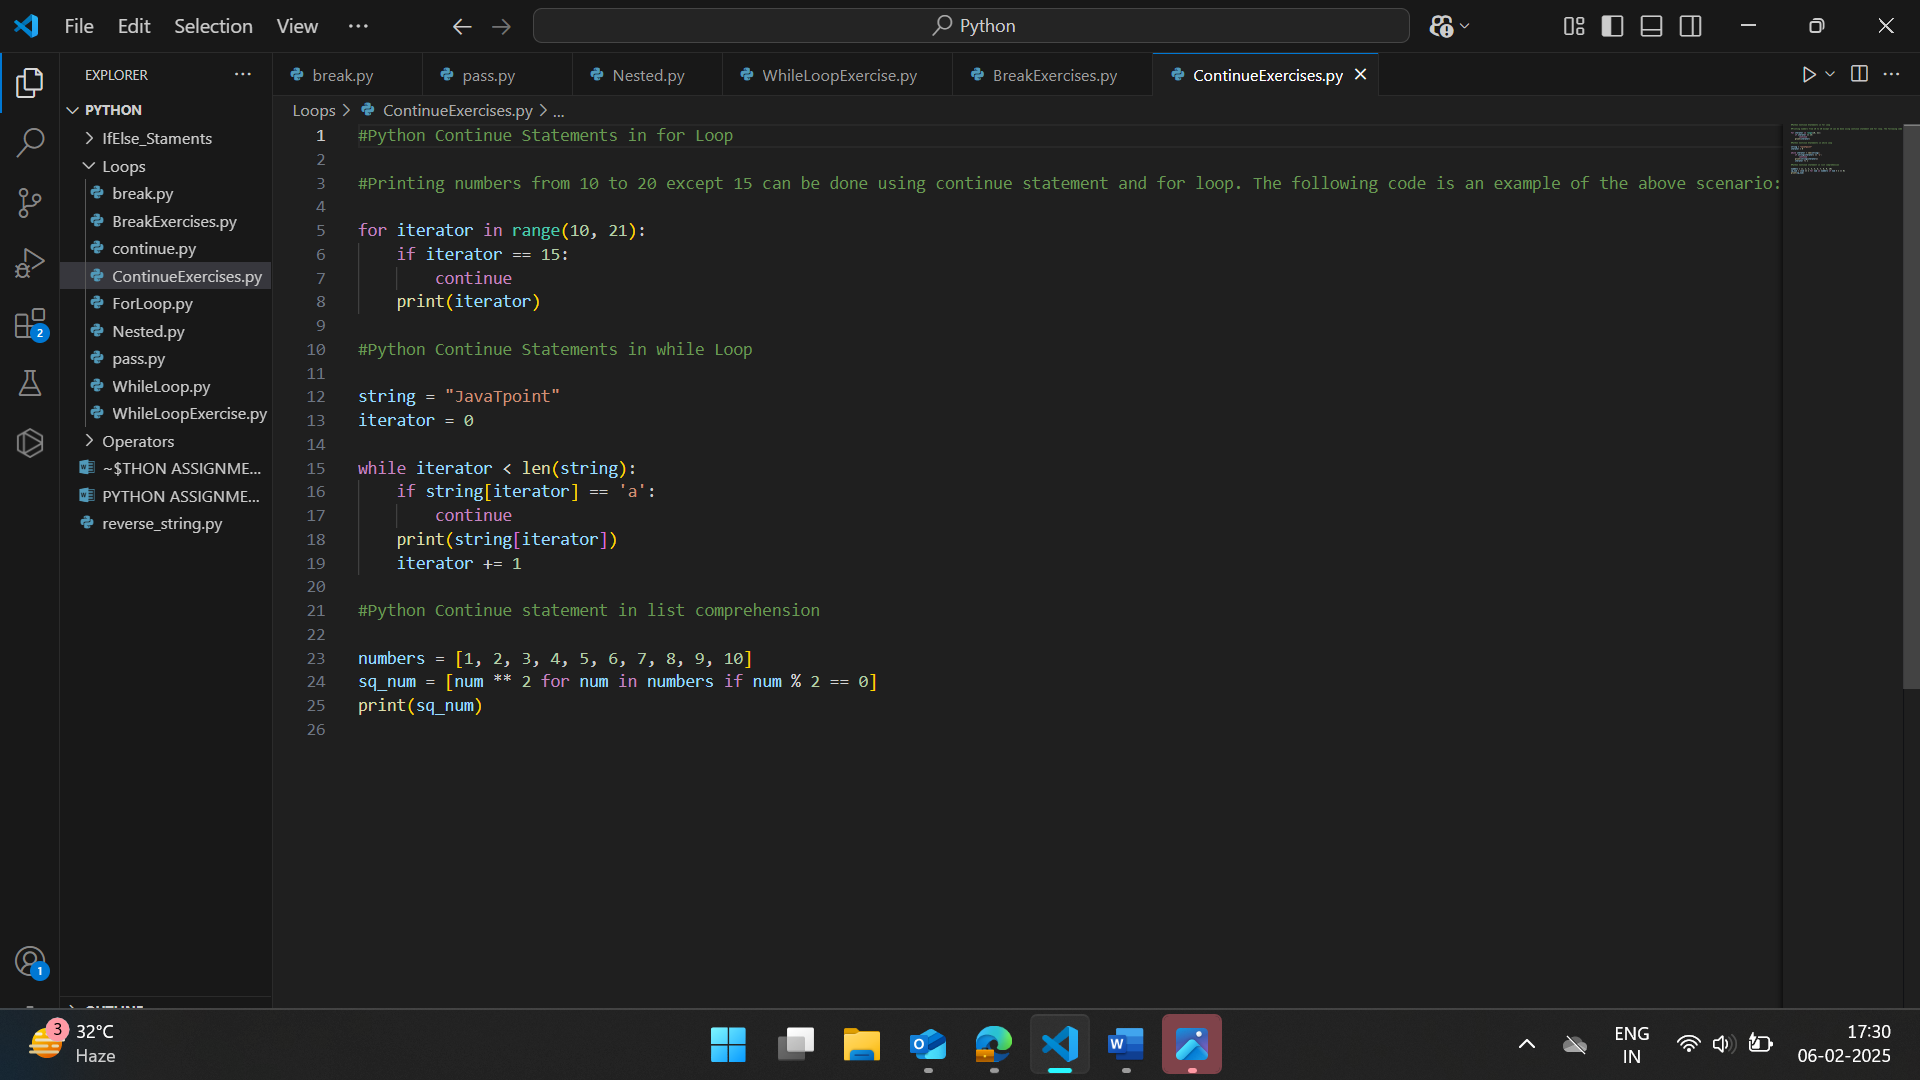 File Edit Selection View ···
Python
EXPLORER ···
PYTHON
IfElse_Staments
Loops
break.py
BreakExercises.py
continue.py
ContinueExercises.py
ForLoop.py
Nested.py
pass.py
WhileLoop.py
WhileLoopExercise.py
Operators
~$THON ASSIGNME...
PYTHON ASSIGNME...
reverse_string.py
2
1
break.py pass.py Nested.py WhileLoopExercise.py BreakExercises.py ContinueExercises.py
Loops > ContinueExercises.py > ...
1 #Python Continue Statements in for Loop
2
3 #Printing numbers from 10 to 20 except 15 can be done using continue statement and for loop. The following code is an example of the above scenario:
4
5 for iterator in range(10, 21):
6     if iterator == 15:
7         continue
8     print(iterator)
9
10 #Python Continue Statements in while Loop
11
12 string = "JavaTpoint"
13 iterator = 0
14
15 while iterator < len(string):
16     if string[iterator] == 'a':
17         continue
18     print(string[iterator])
19     iterator += 1
20
21 #Python Continue statement in list comprehension
22
23 numbers = [1, 2, 3, 4, 5, 6, 7, 8, 9, 10]
24 sq_num = [num ** 2 for num in numbers if num % 2 == 0]
25 print(sq_num)
26
3
32°C
Haze
ENG
IN
17:30
06-02-2025